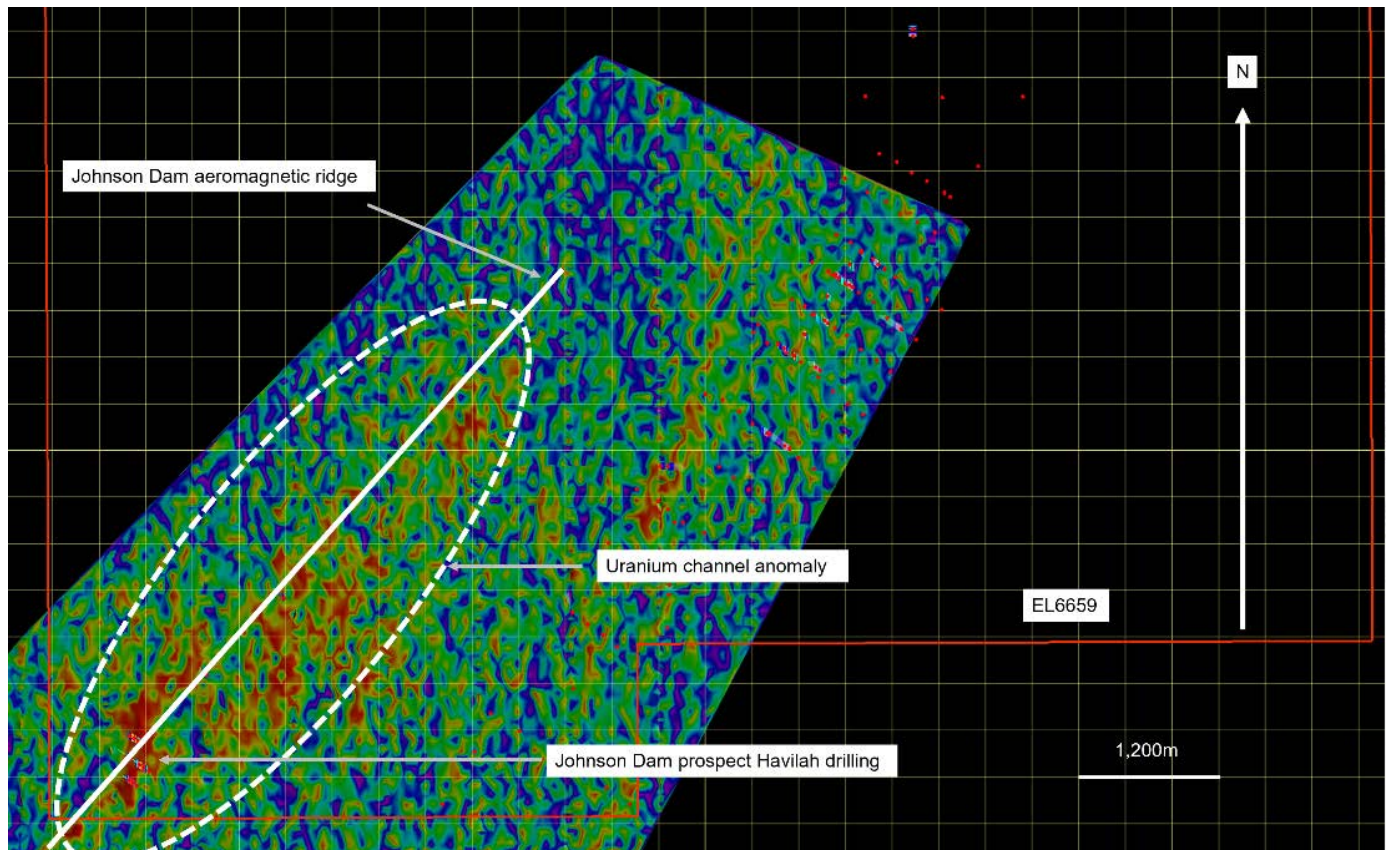 N
Johnson Dam aeromagnetic ridge
Uranium channel anomaly
EL6659
Johnson Dam prospect Havilah drilling
1,200m